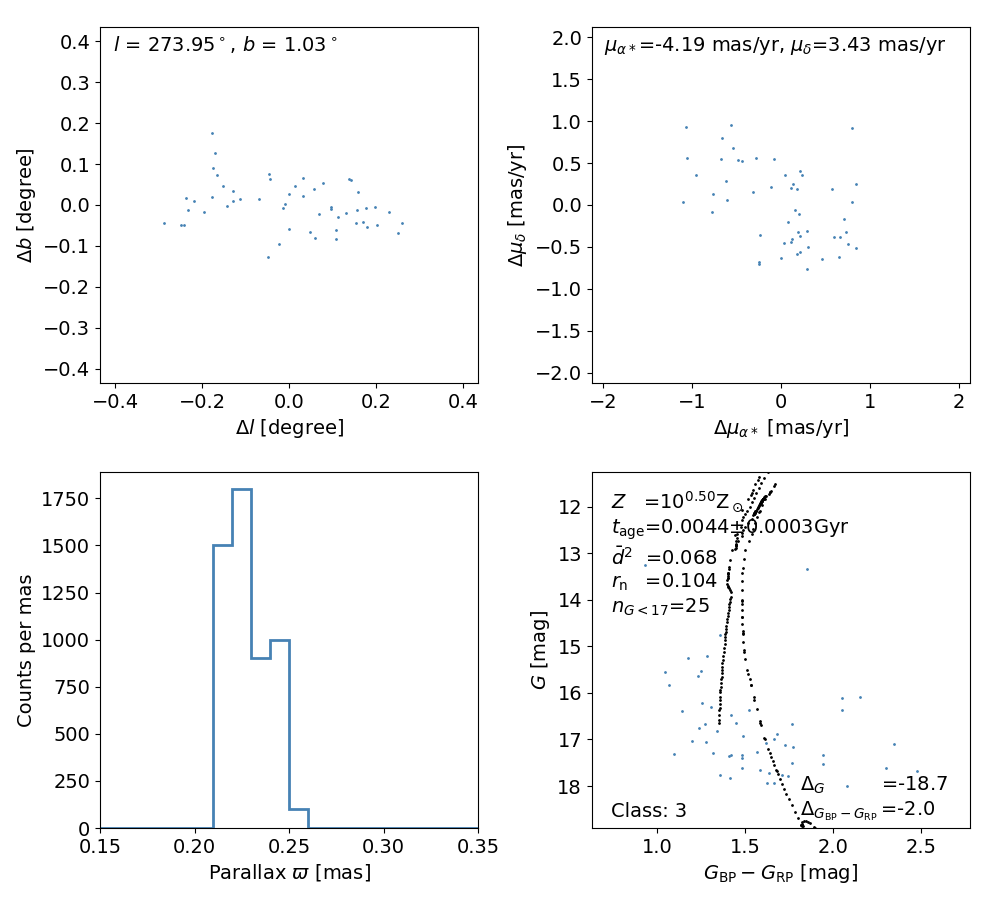 l = 273.95°, b = 1.03°
0.4
0.3
0.2
0.1
0.0
−0.1
−0.2
−0.3
−0.4
Δb [degree]
−0.4 −0.2 0.0 0.2 0.4
Δl [degree]
μα∗=-4.19 mas/yr, μδ=3.43 mas/yr
2.0
1.5
1.0
0.5
0.0
−0.5
−1.0
−1.5
−2.0
Δμδ [mas/yr]
−2 −1 0 1 2
Δμα∗ [mas/yr]
1750
1500
1250
1000
750
500
250
0
Counts per mas
0.15 0.20 0.25 0.30 0.35
Parallax ϖ [mas]
12
13
14
15
16
17
18
G [mag]
Z =10^0.50 Z⊙
t_age=0.0044±0.0003Gyr
d̄² =0.068
r_n =0.104
n_G<17=25
Δ_G =-18.7
Δ_GBP−GRP =-2.0
Class: 3
1.0 1.5 2.0 2.5
G_BP − G_RP [mag]